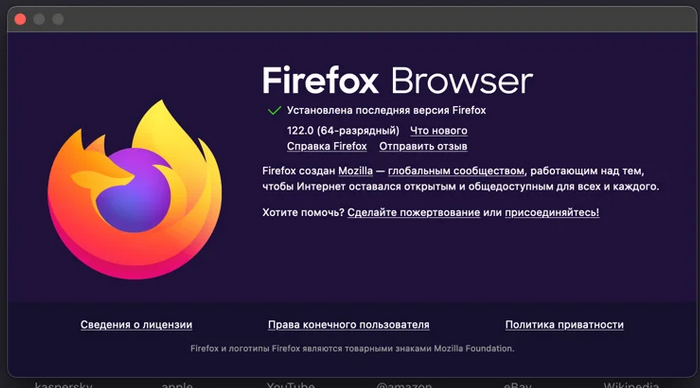 Firefox Browser
Установлена последняя версия Firefox
122.0 (64-разрядный) Что нового
Справка Firefox Отправить отзыв
Firefox создан Mozilla — глобальным сообществом, работающим над тем,
чтобы Интернет оставался открытым и общедоступным для всех и каждого.
Хотите помочь? Сделайте пожертвование или присоединяйтесь!
Сведения о лицензии Права конечного пользователя Политика приватности
Firefox и логотипы Firefox являются товарными знаками Mozilla Foundation.
kaspersky apple YouTube @amazon eBay Wikipedia